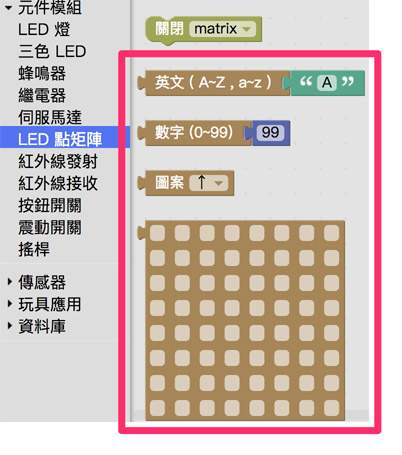 元件模組
LED 燈
三色 LED
蜂鳴器
繼電器
伺服馬達
LED 點矩陣
紅外線發射
紅外線接收
按鈕開關
震動開關
搖桿
傳感器
玩具應用
資料庫
關閉 matrix
英文 ( A~Z , a~z ) “ A ”
數字 (0~99) 99
圖案 ↑